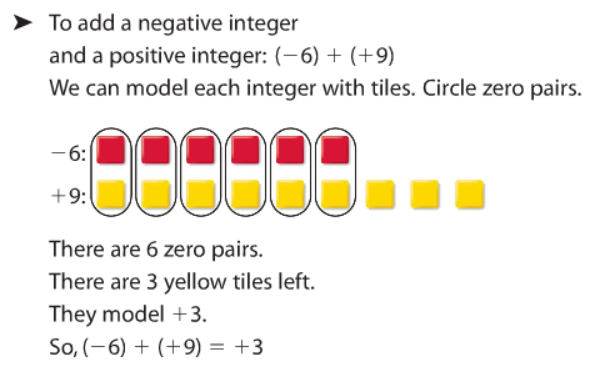 ➤ To add a negative integer
and a positive integer: (−6) + (+9)
We can model each integer with tiles. Circle zero pairs.
−6:
+9:
There are 6 zero pairs.
There are 3 yellow tiles left.
They model +3.
So, (−6) + (+9) = +3